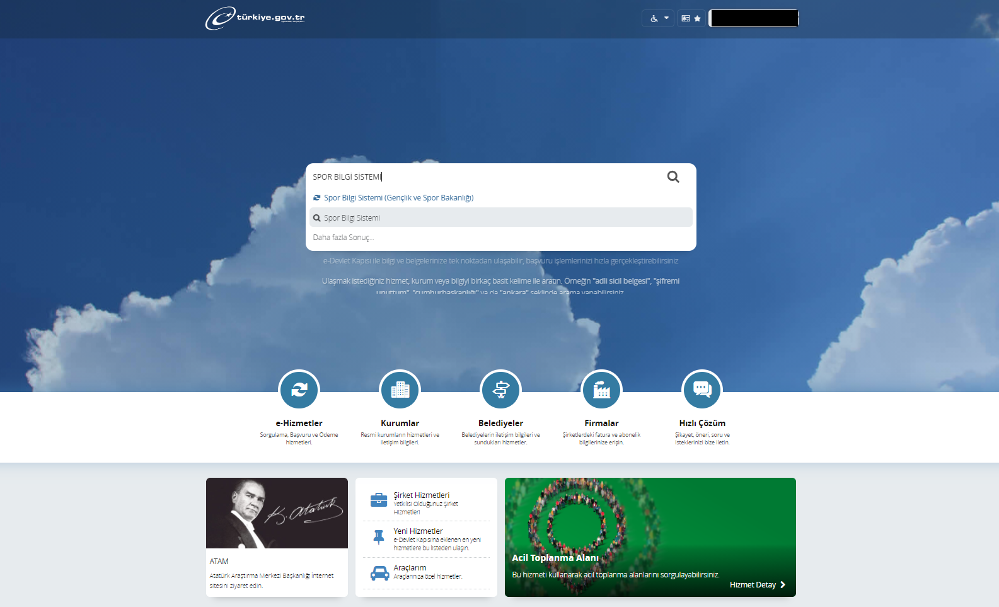 türkiye.gov.tr
SPOR BİLGİ SİSTEMİ
Spor Bilgi Sistemi (Gençlik ve Spor Bakanlığı)
Spor Bilgi Sistemi
Daha fazla Sonuç...
e-Devlet Kapısı ile bilgi ve belgelerinize tek noktadan ulaşabilir, başvuru işlemlerinizi hızla gerçekleştirebilirsiniz
Ulaşmak istediğiniz hizmet, kurum veya bilgiyi birkaç basit kelime ile aratın. Örneğin "adli sicil belgesi", "şifremi
unuttum", "cumhurbaşkanlığı" ya da "ankara" şeklinde arama yapabilirsiniz.
e-Hizmetler
Sorgulama, Başvuru ve Ödeme
hizmetleri.
Kurumlar
Resmi kurumların hizmetleri ve
iletişim bilgileri.
Belediyeler
Belediyelerin iletişim bilgileri ve
sundukları hizmetler.
Firmalar
Şirketlerdeki fatura ve abonelik
bilgilerinize erişin.
Hızlı Çözüm
Şikayet, öneri, soru ve
isteklerinizi bize iletin.
K. Atatürk
ATAM
Atatürk Araştırma Merkezi Başkanlığı internet
sitesini ziyaret edin.
Şirket Hizmetleri
Yetkilisi Olduğunuz Şirket
Hizmetleri
Yeni Hizmetler
e-Devlet Kapısı'na eklenen en yeni
hizmetlere bu listeden ulaşın.
Araçlarım
Araçlarınıza özel hizmetler.
Acil Toplanma Alanı
Bu hizmeti kullanarak acil toplanma alanlarını sorgulayabilirsiniz.
Hizmet Detay